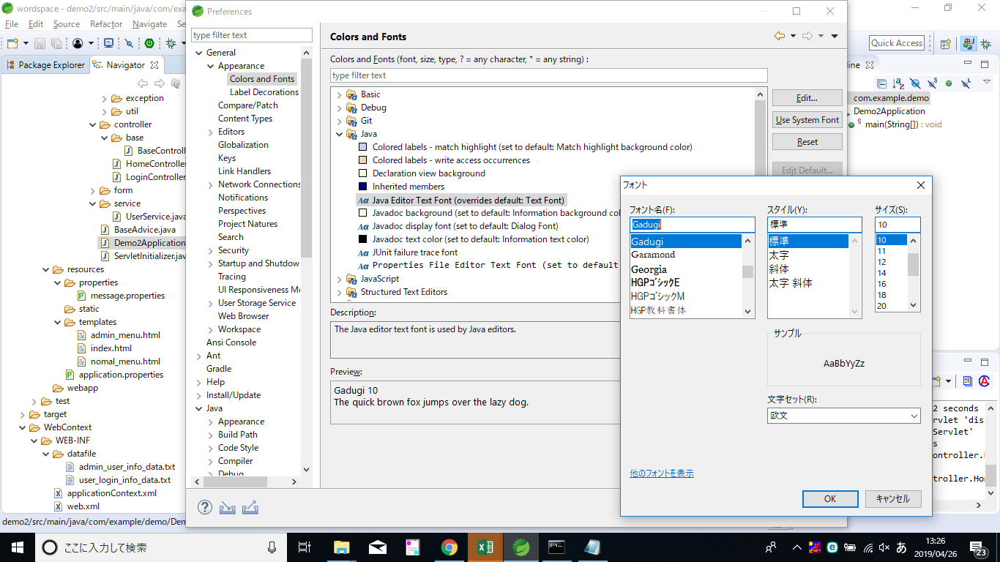 wordspace - demo2/src/main/java/com/exa
File Edit Source Refactor Navigate Se
Package Explorer
Navigator
exception
util
controller
base
BaseControll
HomeController
LoginController
form
service
UserService.java
BaseAdvice.java
Demo2Application
ServletInitializer.jav
resources
properties
message.properties
static
templates
admin_menu.html
index.html
nomal_menu.html
application.properties
webapp
test
target
WebContext
WEB-INF
datafile
admin_user_info_data.txt
user_login_info_data.txt
applicationContext.xml
web.xml
demo2/src/main/java/com/example/demo/Dem
Preferences
type filter text
General
Appearance
Colors and Fonts
Label Decorations
Compare/Patch
Content Types
Editors
Globalization
Keys
Link Handlers
Network Connections
Notifications
Perspectives
Project Natures
Search
Security
Startup and Shutdow
Tracing
UI Responsiveness Mo
User Storage Service
Web Browser
Workspace
Ansi Console
Ant
Gradle
Help
Install/Update
Java
Appearance
Build Path
Code Style
Compiler
Debug
Colors and Fonts
Colors and Fonts (font, size, type, ? = any character, * = any string) :
type filter text
Basic
Debug
Git
Java
Colored labels - match highlight (set to default: Match highlight background color)
Colored labels - write access occurrences
Declaration view background
Inherited members
Java Editor Text Font (overrides default: Text Font)
Javadoc background (set to default: Information background colo
Javadoc display font (set to default: Dialog Font)
Javadoc text color (set to default: Information text color)
JUnit failure trace font
Properties File Editor Text Font (set to default
JavaScript
Structured Text Editors
Edit...
Use System Font
Reset
Edit Default...
Description:
The Java editor text font is used by Java editors.
Preview:
Gadugi 10
The quick brown fox jumps over the lazy dog.
フォント
フォント名(F):
Gadugi
Gadugi
Garamond
Georgia
HGPｺﾞｼｯｸE
HGPｺﾞｼｯｸM
HGP教科書体
スタイル(Y):
標準
標準
太字
斜体
太字 斜体
サイズ(S):
10
10
11
12
14
16
18
20
サンプル
AaBbYyZz
文字セット(R):
欧文
他のフォントを表示
OK
キャンセル
Quick Access
ine
com.example.demo
Demo2Application
main(String[]) : void
2 seconds
rvlet 'dis
Servlet'
s
ontroller.H
troller.Hom
ここに入力して検索
あ
13:26
2019/04/26
23